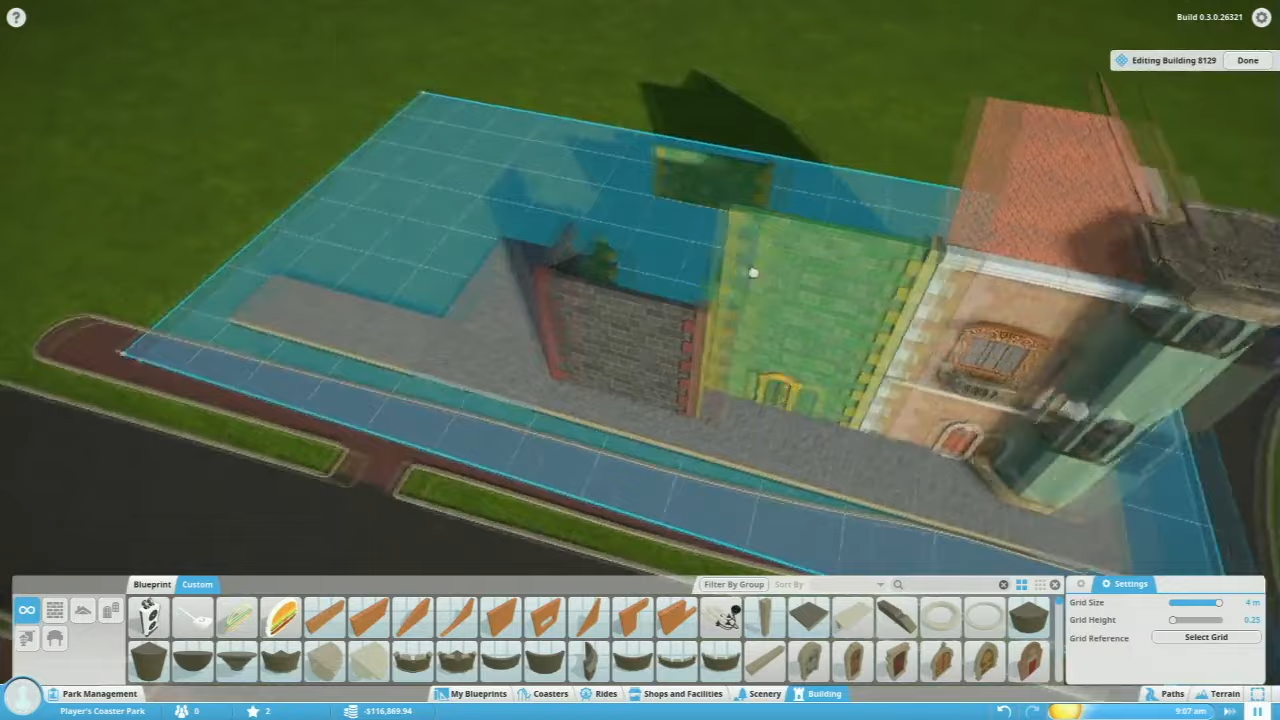 ?
Build 0.3.0.26321
Editing Building 8129 Done
Blueprint Custom Filter By Group Sort By Settings
Grid Size 4 m
Grid Height 0.25
Grid Reference Select Grid
Park Management My Blueprints Coasters Rides Shops and Facilities Scenery Building Paths Terrain
Player's Coaster Park 0 2 -$116,869.94 9:07 am